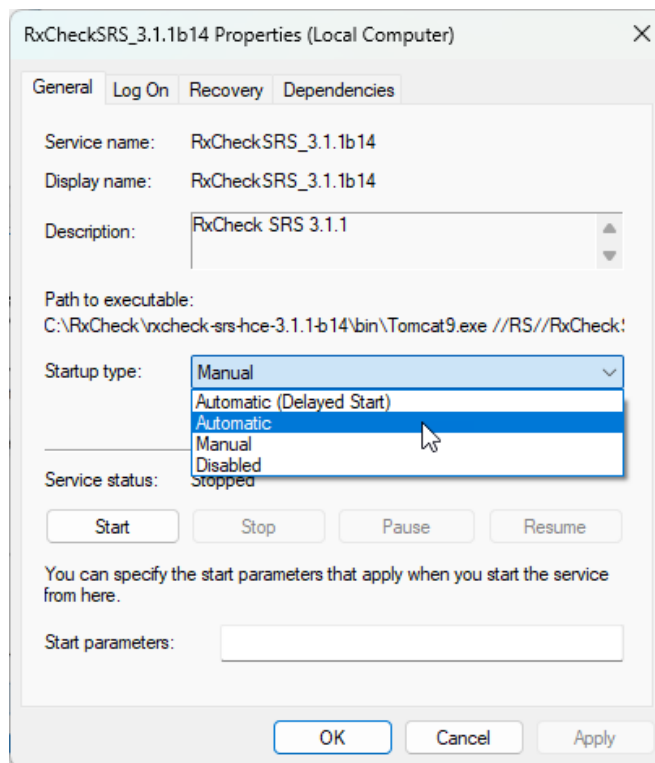 RxCheckSRS_3.1.1b14 Properties (Local Computer)
General Log On Recovery Dependencies
Service name: RxCheckSRS_3.1.1b14
Display name: RxCheckSRS_3.1.1b14
Description: RxCheck SRS 3.1.1
Path to executable:
C:\RxCheck\rxcheck-srs-hce-3.1.1-b14\bin\Tomcat9.exe //RS//RxCheck
Startup type: Manual
Automatic (Delayed Start)
Automatic
Manual
Disabled
Service status: Stopped
Start Stop Pause Resume
You can specify the start parameters that apply when you start the service
from here.
Start parameters:
OK Cancel Apply